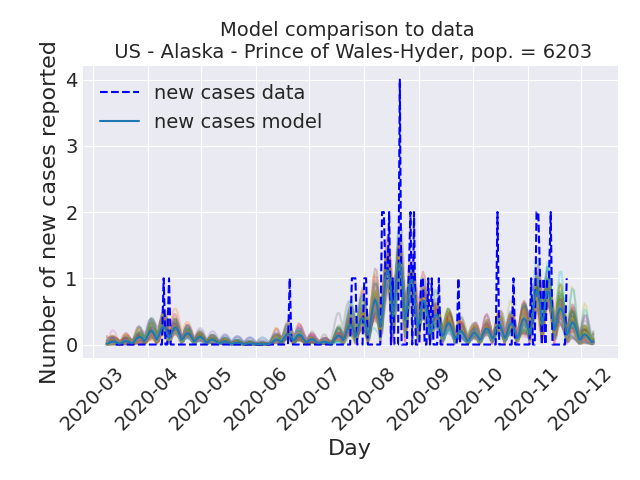 Model comparison to data
US - Alaska - Prince of Wales-Hyder, pop. = 6203
Number of new cases reported
4
3
2
1
0
new cases data
new cases model
2020-03
2020-04
2020-05
2020-06
2020-07
2020-08
2020-09
2020-10
2020-11
2020-12
Day